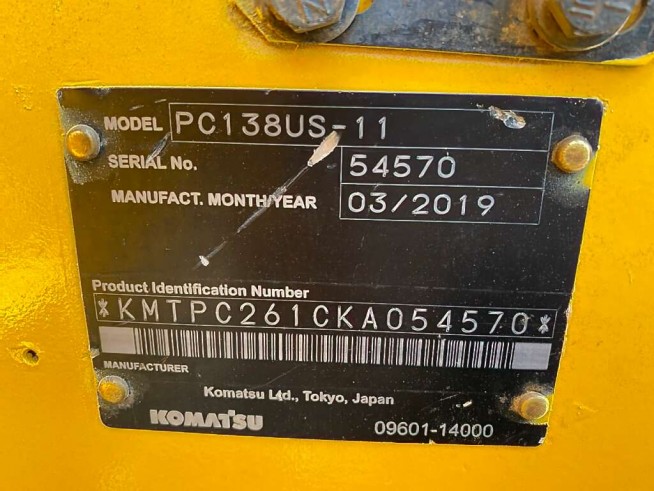 MODEL PC138US-11
SERIAL No. 54570
MANUFACT. MONTH/YEAR 03/2019
Product Identification Number
*KMTPC261CKA054570*
MANUFACTURER
Komatsu Ltd., Tokyo, Japan
KOMATSU 09601-14000